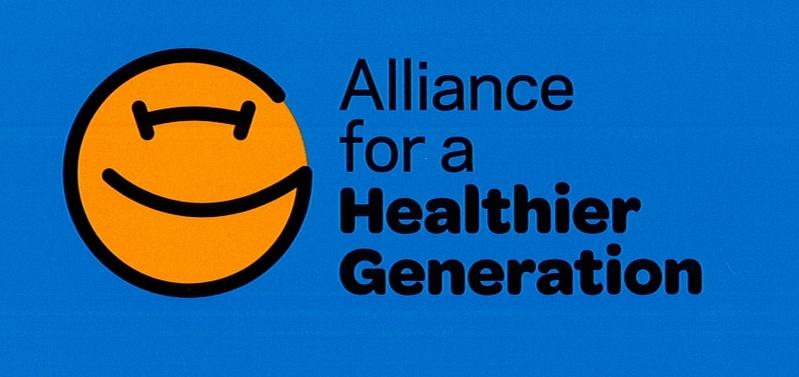 Alliance
for a
Healthier
Generation